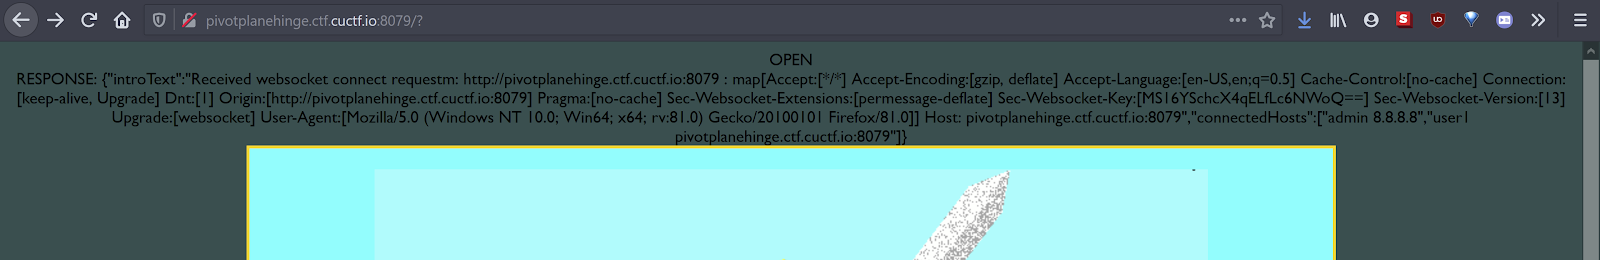 pivotplanehinge.ctf.cuctf.io:8079/?
OPEN
RESPONSE: {"introText":"Received websocket connect requestm: http://pivotplanehinge.ctf.cuctf.io:8079 : map[Accept:[*/*] Accept-Encoding:[gzip, deflate] Accept-Language:[en-US,en;q=0.5] Cache-Control:[no-cache] Connection:
[keep-alive, Upgrade] Dnt:[1] Origin:[http://pivotplanehinge.ctf.cuctf.io:8079] Pragma:[no-cache] Sec-Websocket-Extensions:[permessage-deflate] Sec-Websocket-Key:[MS16YSchcX4qELfLc6NWoQ==] Sec-Websocket-Version:[13]
Upgrade:[websocket] User-Agent:[Mozilla/5.0 (Windows NT 10.0; Win64; x64; rv:81.0) Gecko/20100101 Firefox/81.0]] Host: pivotplanehinge.ctf.cuctf.io:8079","connectedHosts":["admin 8.8.8.8","user1
pivotplanehinge.ctf.cuctf.io:8079"]}